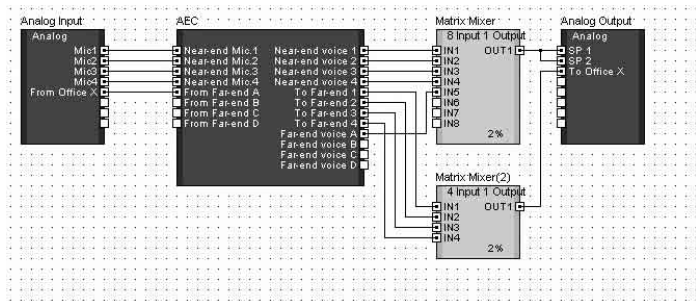 Analog Input
Analog
Mic1
Mic2
Mic3
Mic4
From Office X
AEC
Near-end Mic.1 Near-end voice 1
Near-end Mic.2 Near-end voice 2
Near-end Mic.3 Near-end voice 3
Near-end Mic.4 Near-end voice 4
From Far-end A To Far-end 1
From Far-end B To Far-end 2
From Far-end C To Far-end 3
From Far-end D To Far-end 4
Far-end voice A
Far-end voice B
Far-end voice C
Far-end voice D
Matrix Mixer
8 Input 1 Output
IN1 OUT1
IN2
IN3
IN4
IN5
IN6
IN7
IN8
2%
Matrix Mixer(2)
4 Input 1 Output
IN1 OUT1
IN2
IN3
IN4
2%
Analog Output
Analog
SP 1
SP 2
To Office X